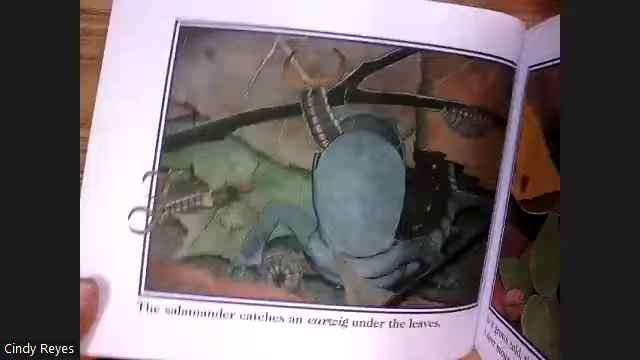 The salamander catches an earwig under the leaves,
Cindy Reyes